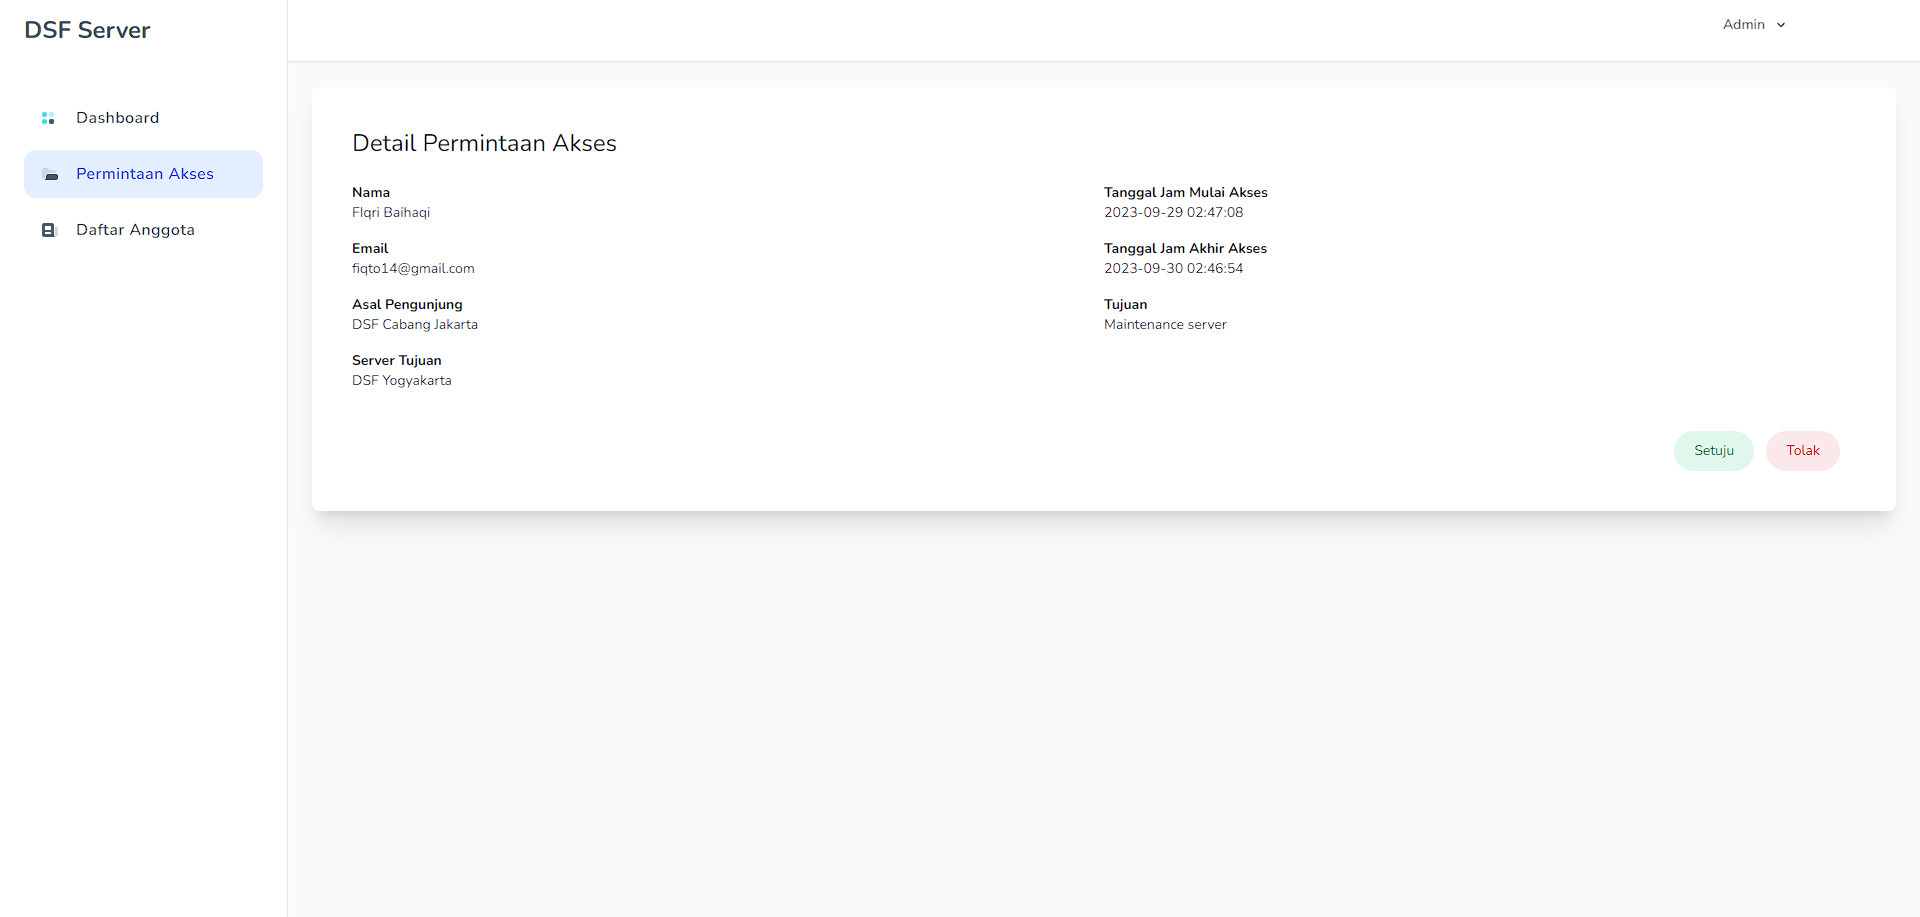 DSF Server
Admin
Dashboard
Permintaan Akses
Daftar Anggota
Detail Permintaan Akses
Nama
FIqri Baihaqi
Email
fiqto14@gmail.com
Asal Pengunjung
DSF Cabang Jakarta
Server Tujuan
DSF Yogyakarta
Tanggal Jam Mulai Akses
2023-09-29 02:47:08
Tanggal Jam Akhir Akses
2023-09-30 02:46:54
Tujuan
Maintenance server
Setuju
Tolak